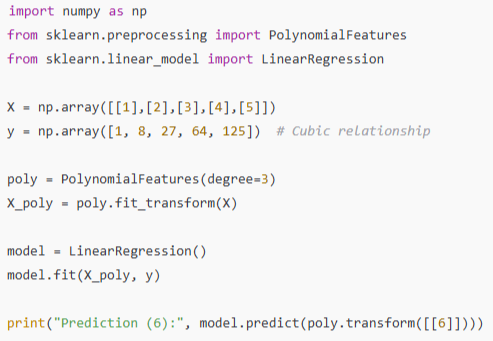 import numpy as np
from sklearn.preprocessing import PolynomialFeatures
from sklearn.linear_model import LinearRegression
X = np.array([[1],[2],[3],[4],[5]])
y = np.array([1, 8, 27, 64, 125])  # Cubic relationship
poly = PolynomialFeatures(degree=3)
X_poly = poly.fit_transform(X)
model = LinearRegression()
model.fit(X_poly, y)
print("Prediction (6):", model.predict(poly.transform([[6]])))